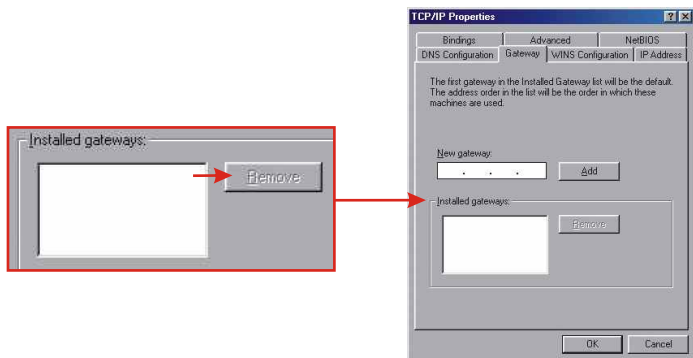 Installed gateways:
Remove
TCP/IP Properties
Bindings Advanced NetBIOS
DNS Configuration Gateway WINS Configuration IP Address
The first gateway in the Installed Gateway list will be the default.
The address order in the list will be the order in which these
machines are used.
New gateway:
. . . Add
Installed gateways:
Remove
OK Cancel